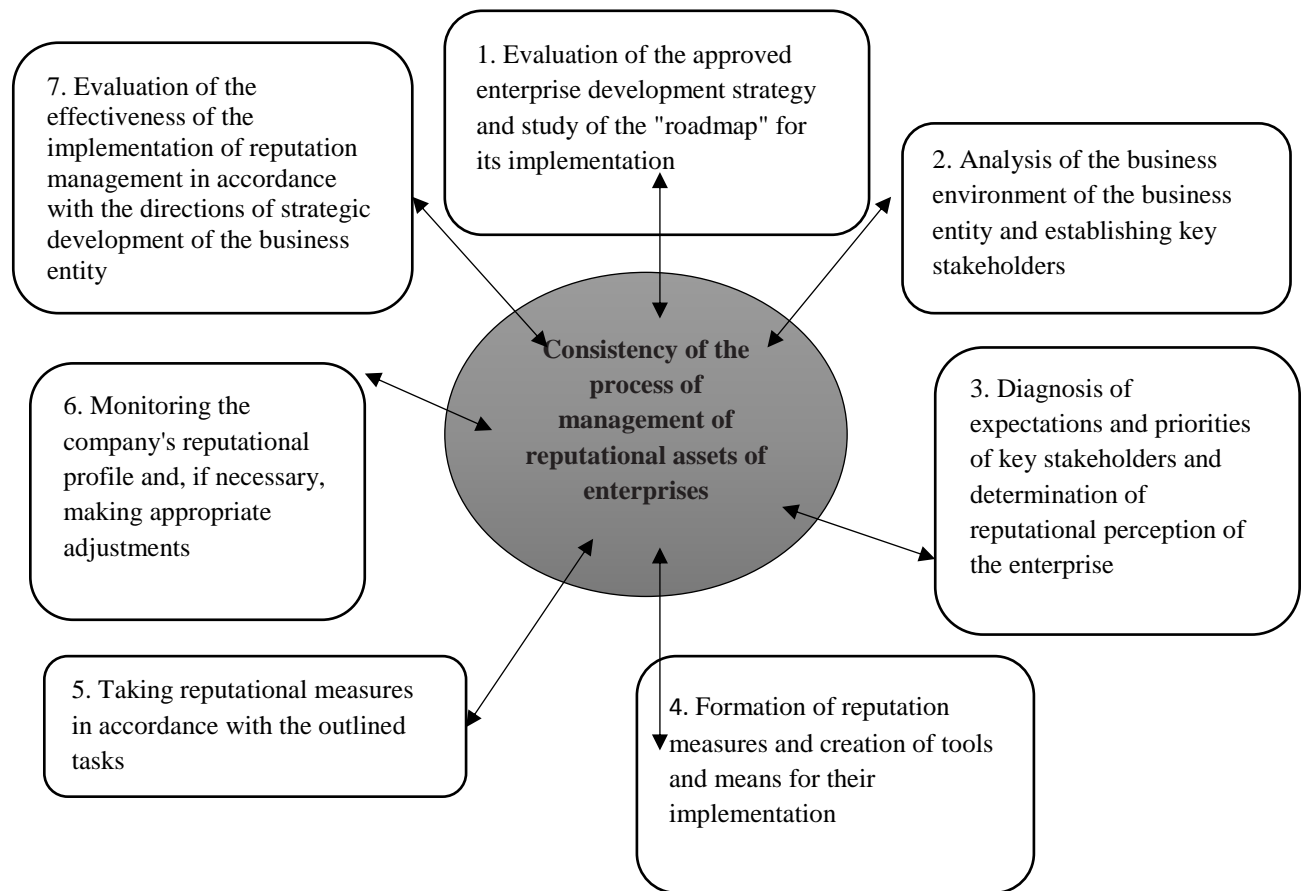 1. Evaluation of the approved
enterprise development strategy
and study of the "roadmap" for
its implementation
2. Analysis of the business
environment of the business
entity and establishing key
stakeholders
3. Diagnosis of
expectations and priorities
of key stakeholders and
determination of
reputational perception of
the enterprise
4. Formation of reputation
measures and creation of tools
and means for their
implementation
5. Taking reputational measures
in accordance with the outlined
tasks
6. Monitoring the
company's reputational
profile and, if necessary,
making appropriate
adjustments
7. Evaluation of the
effectiveness of the
implementation of reputation
management in accordance
with the directions of strategic
development of the business
entity
Consistency of the
process of
management of
reputational assets of
enterprises